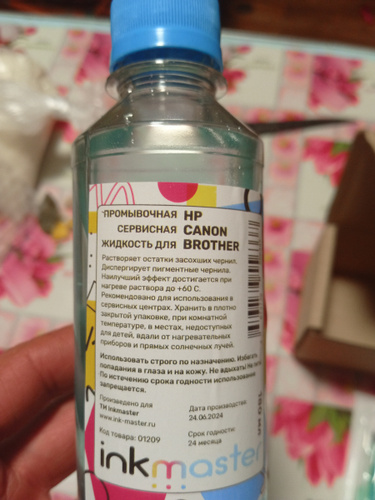 ПРОМЫВОЧНАЯ HP
СЕРВИСНАЯ CANON
ЖИДКОСТЬ ДЛЯ BROTHER
Растворяет остатки засохших чернил.
Диспергирует пигментные чернила.
Наилучший эффект достигается при
нагреве раствора до +60 С.
Рекомендовано для использования в
сервисных центрах. Хранить в плотно
закрытой упаковке, при комнатной
температуре, в местах, недоступных
для детей, вдали от нагревательных
приборов и прямых солнечных лучей.
Использовать строго по назначению.
попадания в глаза и на кожу. Не вдыхать! Не
По истечению срока годности использование
запрещается.
Произведено для
ТМ Inkmaster
www.ink-master.ru
Код товара: 01209
Дата производства:
24.06.2024
Срок годности:
24 месяца
inkmaster